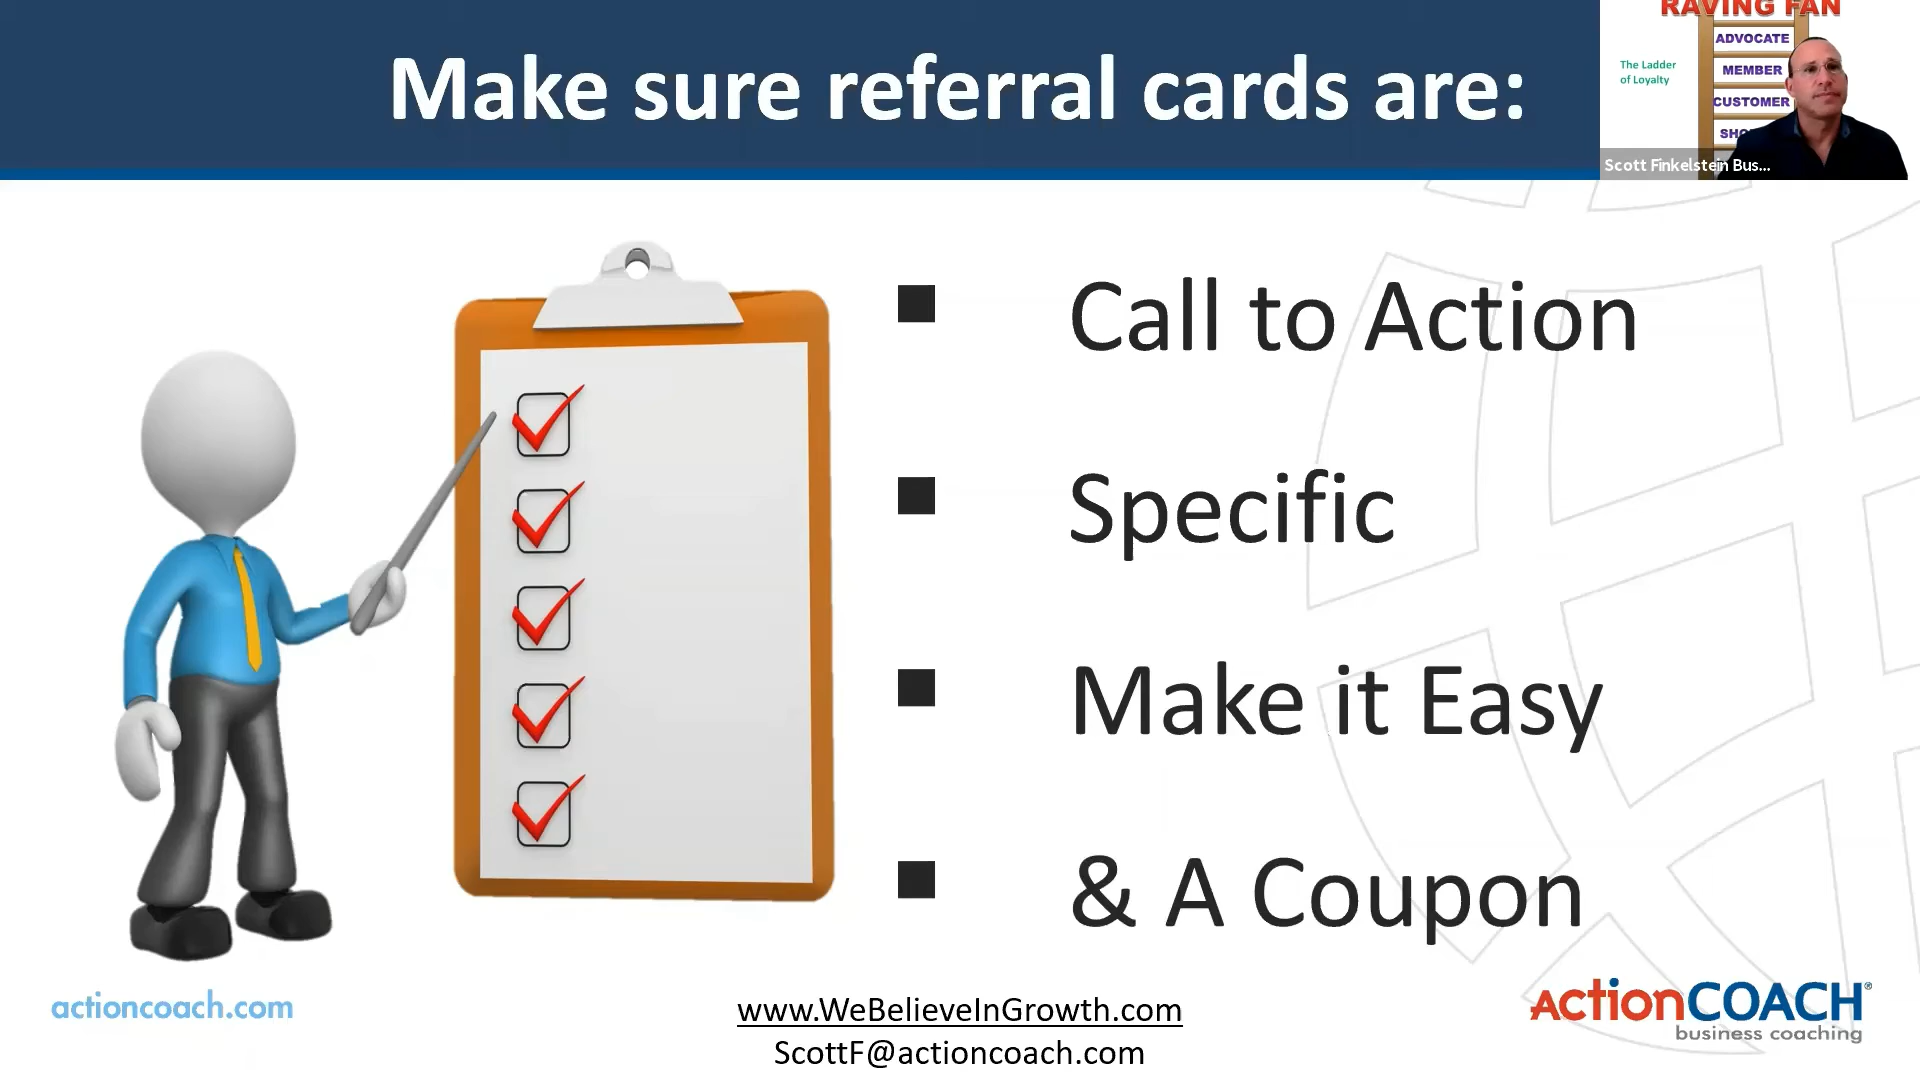 Make sure referral cards are:
RAVING FAN
ADVOCATE
The Ladder
of Loyalty
MEMBER
CUSTOMER
SHO
Scott Finkelstein Bus...
▪ Call to Action
▪ Specific
▪ Make it Easy
▪ & A Coupon
actioncoach.com
www.WeBelieveInGrowth.com
ScottF@actioncoach.com
ActionCOACH®
business coaching